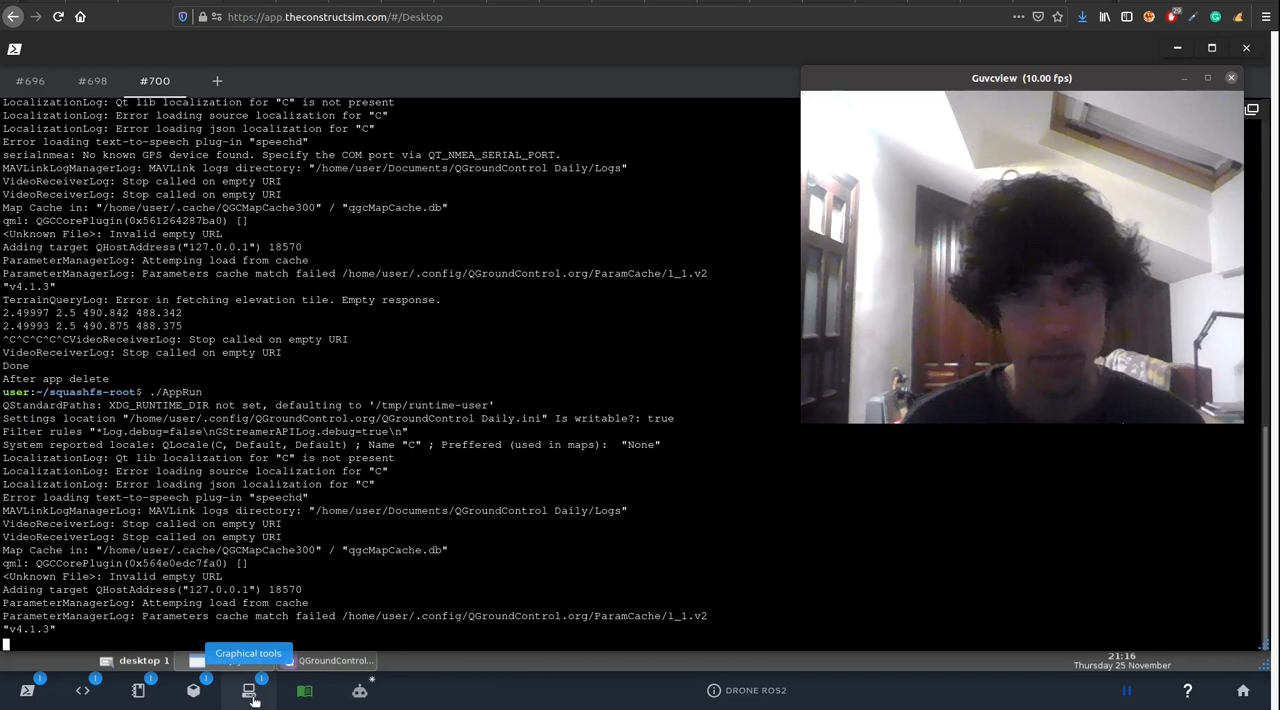 https://app.theconstructsim.com/#/Desktop
29
#696
#698
#700
+
Guvcview (10.00 fps)
LocalizationLog: Qt lib localization for "C" is not present
LocalizationLog: Error loading source localization for "C"
LocalizationLog: Error loading json localization for "C"
Error loading text-to-speech plug-in "speechd"
serialnmea: No known GPS device found. Specify the COM port via QT_NMEA_SERIAL_PORT.
MAVLinkLogManagerLog: MAVLink logs directory: "/home/user/Documents/QGroundControl Daily/Logs"
VideoReceiverLog: Stop called on empty URI
VideoReceiverLog: Stop called on empty URI
Map Cache in: "/home/user/.cache/QGCMapCache300" / "qgcMapCache.db"
qml: QGCCorePlugin(0x561264287ba0) []
<Unknown File>: Invalid empty URL
Adding target QHostAddress("127.0.0.1") 18570
ParameterManagerLog: Attemping load from cache
ParameterManagerLog: Parameters cache match failed /home/user/.config/QGroundControl.org/ParamCache/1_1.v2
"v4.1.3"
TerrainQueryLog: Error in fetching elevation tile. Empty response.
2.49997 2.5 490.842 488.342
2.49993 2.5 490.875 488.375
^C^C^C^C^CVideoReceiverLog: Stop called on empty URI
VideoReceiverLog: Stop called on empty URI
Done
After app delete
user:~/squashfs-root$ ./AppRun
QStandardPaths: XDG_RUNTIME_DIR not set, defaulting to '/tmp/runtime-user'
Settings location "/home/user/.config/QGroundControl.org/QGroundControl Daily.ini" Is writable?: true
Filter rules "*Log.debug=false\nGStreamerAPILog.debug=true\n"
System reported locale: QLocale(C, Default, Default) ; Name "C" ; Preffered (used in maps):  "None"
LocalizationLog: Qt lib localization for "C" is not present
LocalizationLog: Error loading source localization for "C"
LocalizationLog: Error loading json localization for "C"
Error loading text-to-speech plug-in "speechd"
MAVLinkLogManagerLog: MAVLink logs directory: "/home/user/Documents/QGroundControl Daily/Logs"
VideoReceiverLog: Stop called on empty URI
VideoReceiverLog: Stop called on empty URI
Map Cache in: "/home/user/.cache/QGCMapCache300" / "qgcMapCache.db"
qml: QGCCorePlugin(0x564e0edc7fa0) []
<Unknown File>: Invalid empty URL
Adding target QHostAddress("127.0.0.1") 18570
ParameterManagerLog: Attemping load from cache
ParameterManagerLog: Parameters cache match failed /home/user/.config/QGroundControl.org/ParamCache/1_1.v2
"v4.1.3"
Graphical tools
desktop 1
QGroundControl...
21:16
Thursday 25 November
1
1
1
1
1
DRONE ROS2
?